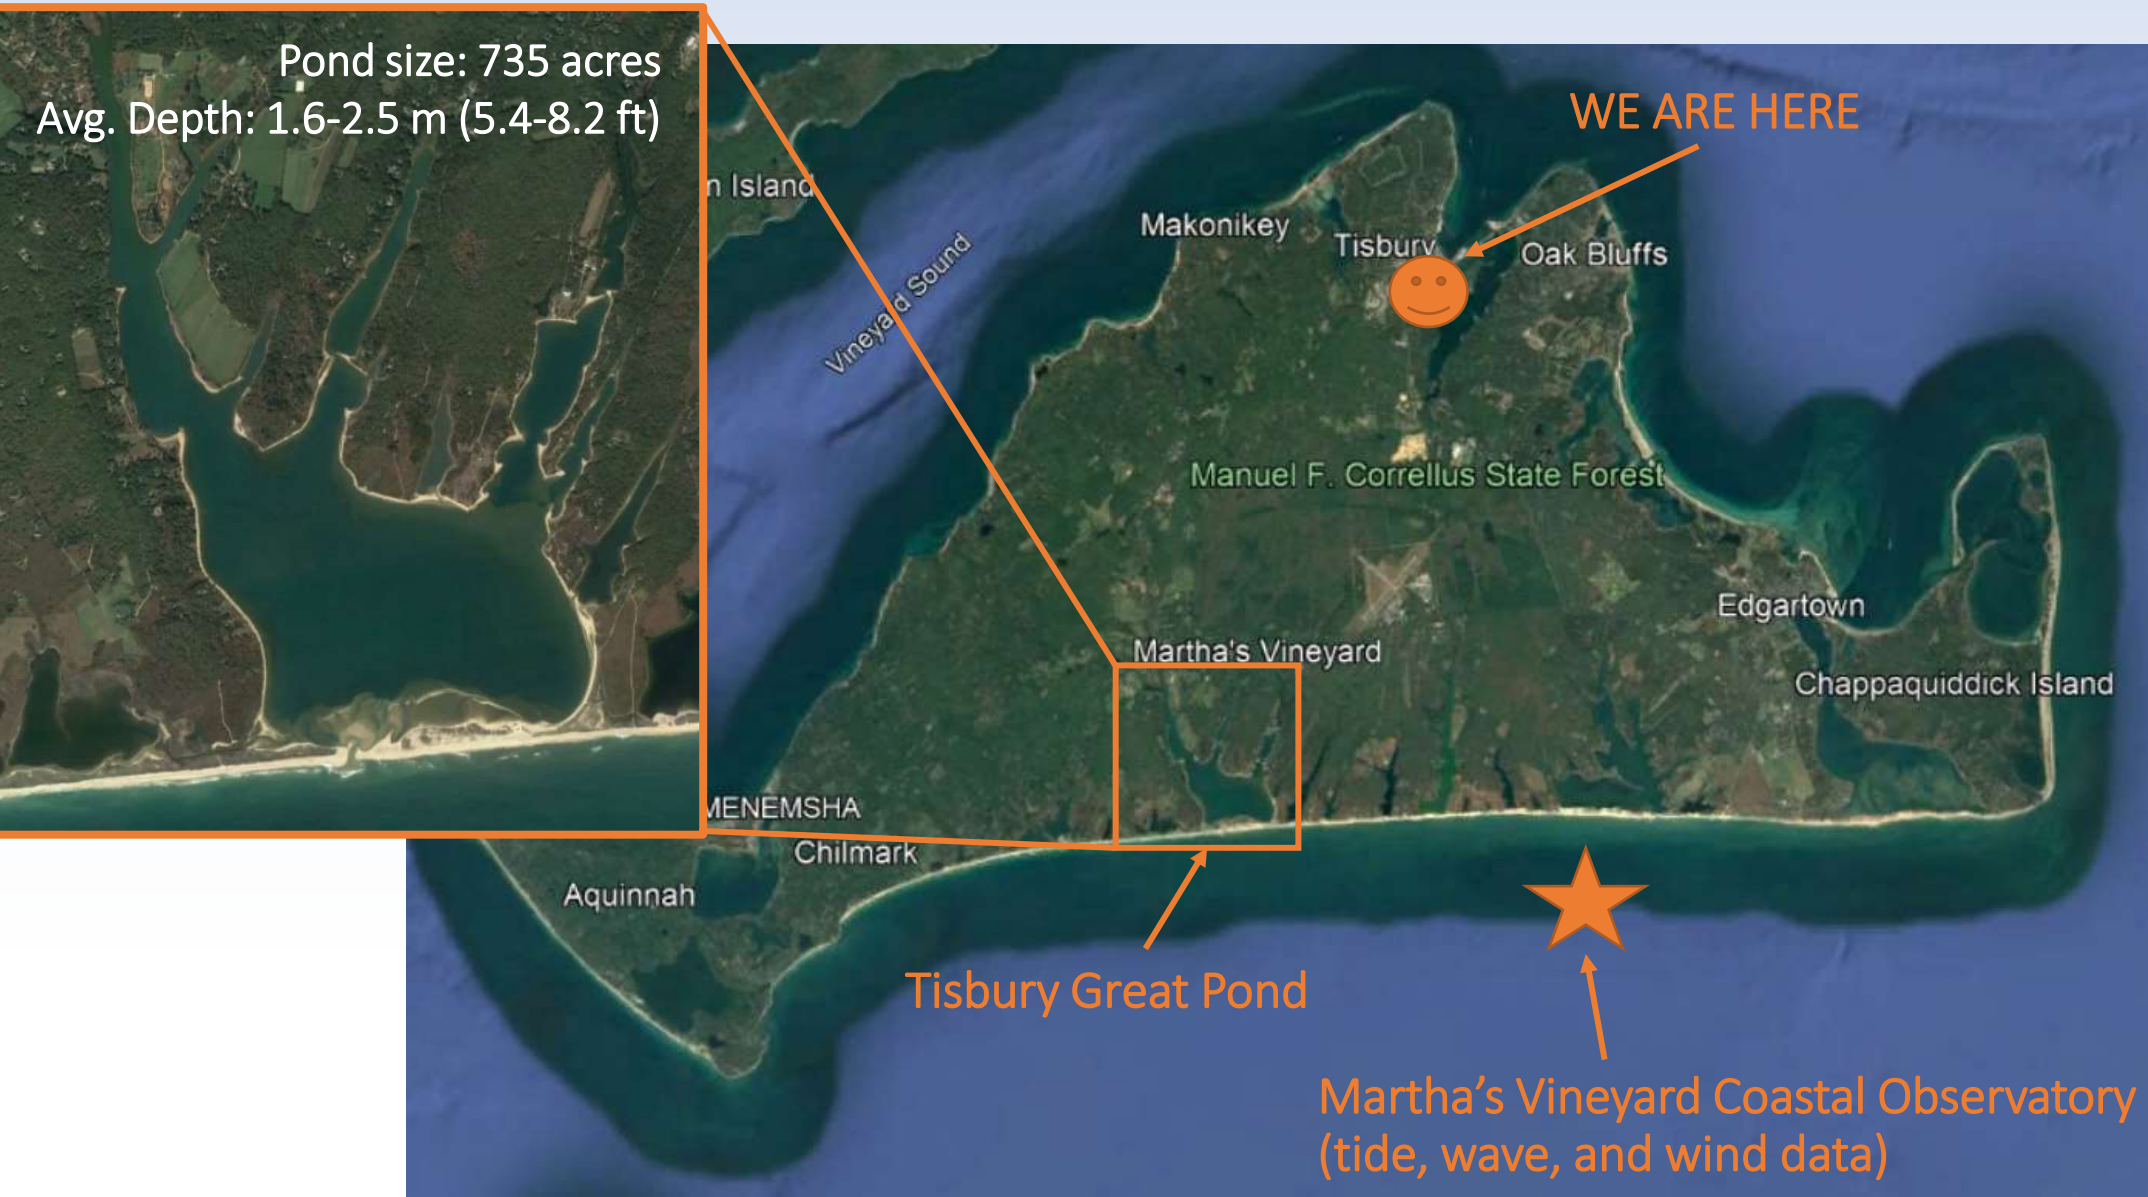 Pond size: 735 acres
Avg. Depth: 1.6-2.5 m (5.4-8.2 ft)
WE ARE HERE
n Island
Makonikey
Tisbury
Oak Bluffs
Vineyard Sound
Manuel F. Correllus State Forest
Edgartown
Martha's Vineyard
Chappaquiddick Island
MENEMSHA
Chilmark
Aquinnah
Tisbury Great Pond
Martha’s Vineyard Coastal Observatory
(tide, wave, and wind data)